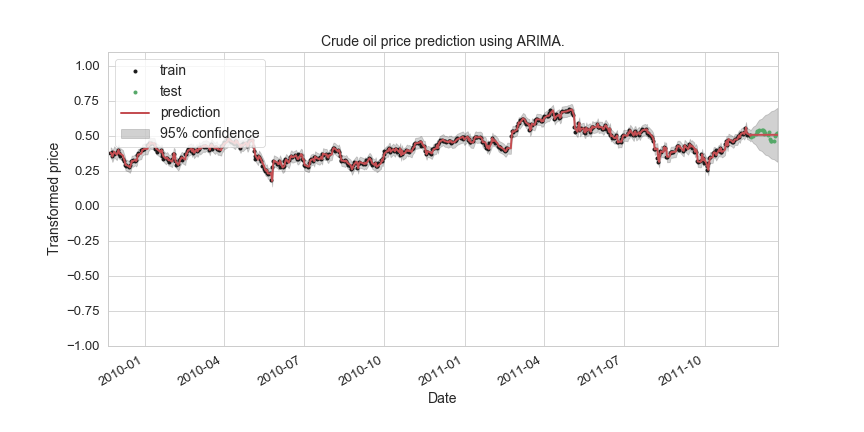 Crude oil price prediction using ARIMA.
train
test
prediction
95% confidence
Transformed price
1.00
0.75
0.50
0.25
0.00
−0.25
−0.50
−0.75
−1.00
2010-01
2010-04
2010-07
2010-10
2011-01
2011-04
2011-07
2011-10
Date